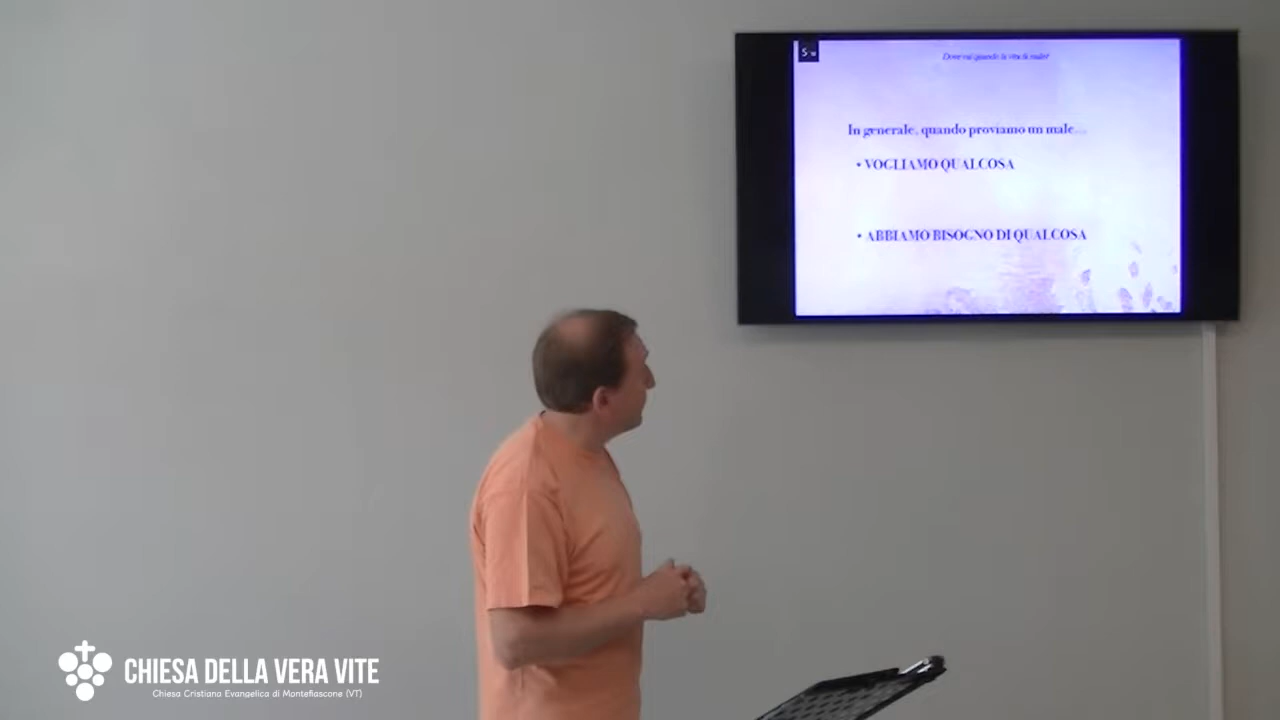 Dove vai quando la vita fa male?
In generale, quando proviamo un male...
• VOGLIAMO QUALCOSA
• ABBIAMO BISOGNO DI QUALCOSA
CHIESA DELLA VERA VITE
Chiesa Cristiana Evangelica di Montefiascone (VT)